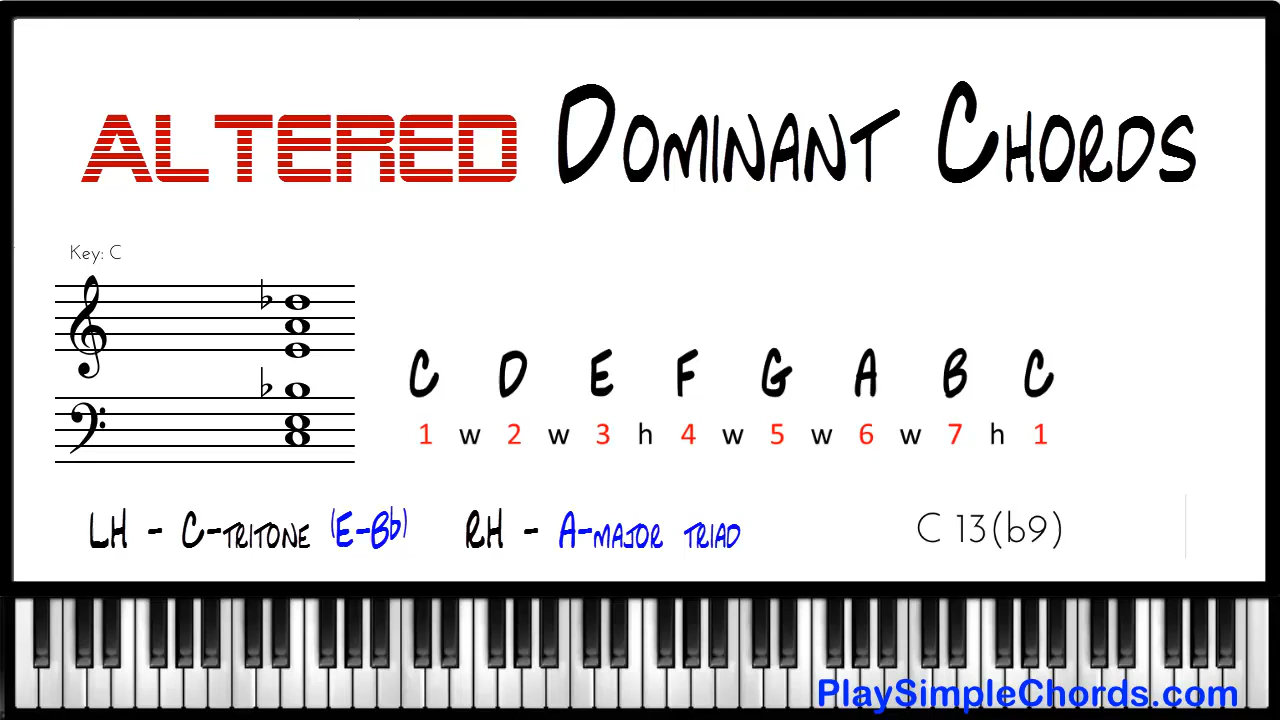 ALTERED DOMINANT CHORDS
Key: C
C D E F G A B C
1 w 2 w 3 h 4 w 5 w 6 w 7 h 1
LH - C-TRITONE (E-Bb) RH - A-MAJOR TRIAD
C 13(b9)
PlaySimpleChords.com